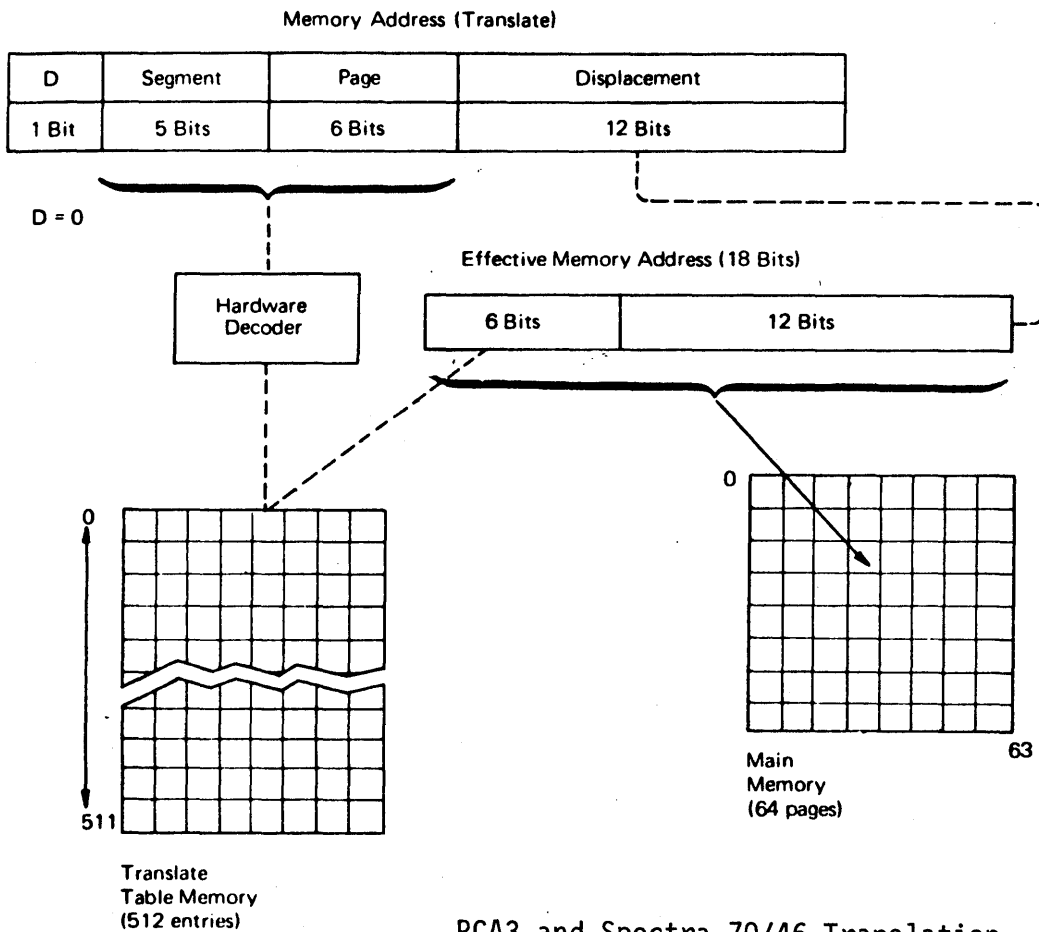 Memory Address (Translate)
D Segment Page Displacement
1 Bit 5 Bits 6 Bits 12 Bits
D = 0
Effective Memory Address (18 Bits)
Hardware
Decoder
6 Bits 12 Bits
0
0
511
63
Main
Memory
(64 pages)
Translate
Table Memory
(512 entries)
RCA3 and Spectra 70/46 Translation